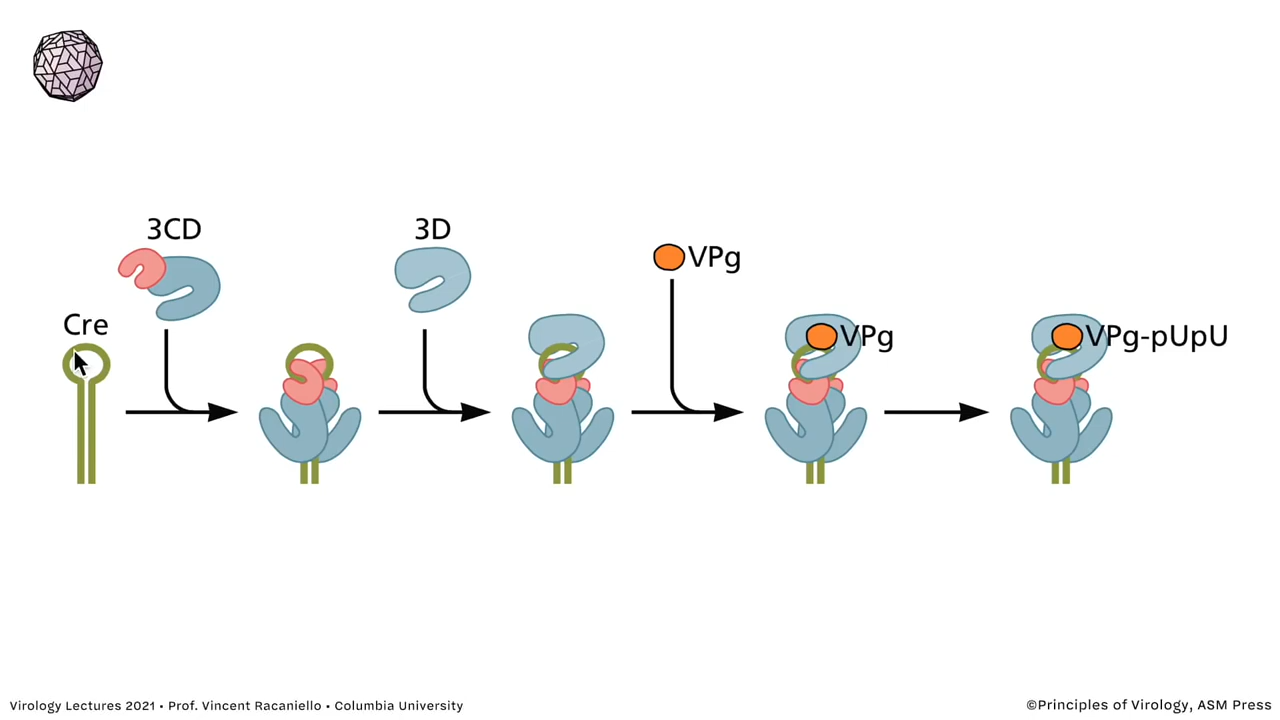 3CD
3D
VPg
Cre
VPg
VPg-pUpU
Virology Lectures 2021 • Prof. Vincent Racaniello • Columbia University
©Principles of Virology, ASM Press